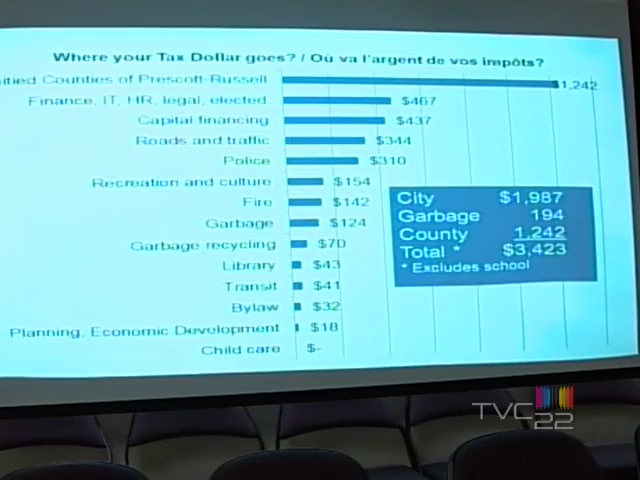 Where your Tax Dollar goes? / Où va l'argent de vos impôts?
Counties of Prescott-Russell $1,242
Finance, IT, HR, legal, elected $467
Capital financing $437
Roads and traffic $344
Police $310
Recreation and culture $154
Fire $142
Garbage $124
Garbage recycling $70
Library $43
Transit $41
Bylaw $32
Planning, Economic Development $18
Child care $-
City $1,987
Garbage 194
County 1,242
Total * $3,423
* Excludes school
TVC22